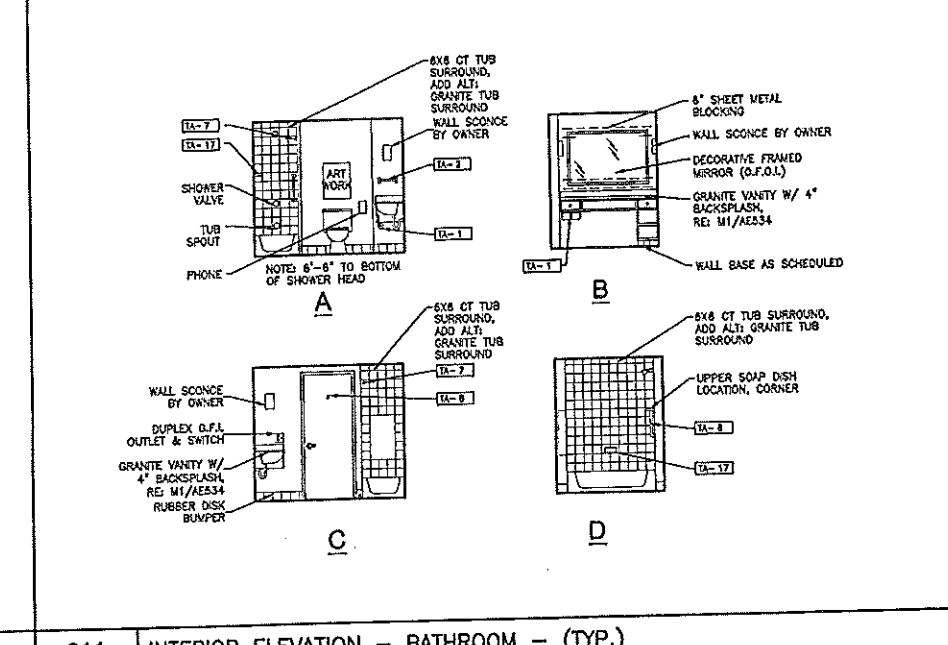 6X6 CT TUB
SURROUND,
ADD ALT:
GRANITE TUB
SURROUND
WALL SCONCE
BY OWNER
TA-7
TA-17
TA-2
ART
WORK
SHOWER
VALVE
TUB
SPOUT
TA-1
PHONE
NOTE: 6'-6" TO BOTTOM
OF SHOWER HEAD
A
6" SHEET METAL
BLOCKING
WALL SCONCE BY OWNER
DECORATIVE FRAMED
MIRROR (O.F.O.I.)
GRANITE VANITY W/ 4"
BACKSPLASH,
RE: M1/AE534
TA-1
WALL BASE AS SCHEDULED
B
6X6 CT TUB
SURROUND,
ADD ALT:
GRANITE TUB
SURROUND
TA-7
TA-6
WALL SCONCE
BY OWNER
DUPLEX G.F.I.
OUTLET & SWITCH
GRANITE VANITY W/
4" BACKSPLASH,
RE: M1/AE534
RUBBER DISK
BUMPER
C
6X6 CT TUB SURROUND,
ADD ALT: GRANITE TUB
SURROUND
UPPER SOAP DISH
LOCATION, CORNER
TA-8
TA-17
D
INTERIOR ELEVATION - BATHROOM - (TYP.)